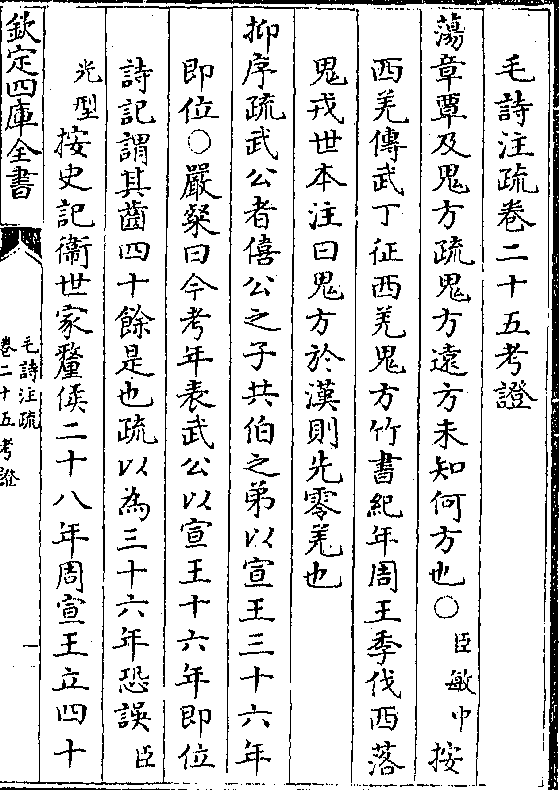 毛詩注疏卷二十五考證
蕩章覃及鬼方疏鬼方遠方未知何方也○臣敏中按
西羌傳武丁征西羌鬼方竹書紀年周王季伐西落
鬼戎世本注曰鬼方於漢則先零羌也
抑序疏武公者僖公之子共伯之弟以宣王三十六年
即位○嚴粲曰今考年表武公以宣王十六年即位
詩記謂其齒四十餘是也疏以為三十六年恐誤臣
光型按史記衞世家釐侯二十八年周宣王立四十
欽定四庫全書
毛詩注疏
卷二十五考證
一